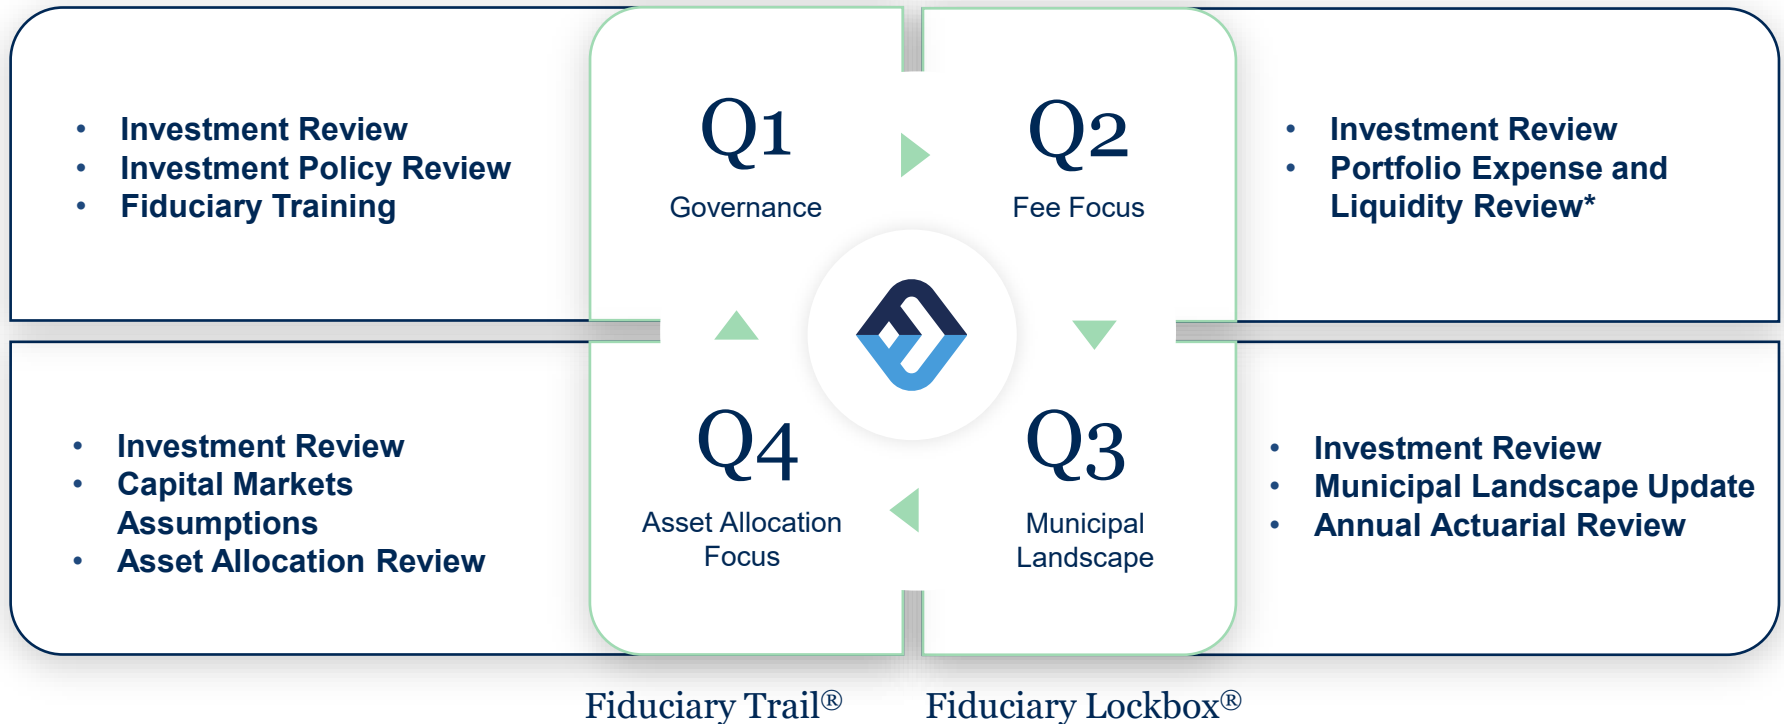 Q1
Governance
• Investment Review
• Investment Policy Review
• Fiduciary Training
Q2
Fee Focus
• Investment Review
• Portfolio Expense and
Liquidity Review*
Q3
Municipal
Landscape
• Investment Review
• Municipal Landscape Update
• Annual Actuarial Review
Q4
Asset Allocation
Focus
• Investment Review
• Capital Markets
Assumptions
• Asset Allocation Review
Fiduciary Trail®
Fiduciary Lockbox®